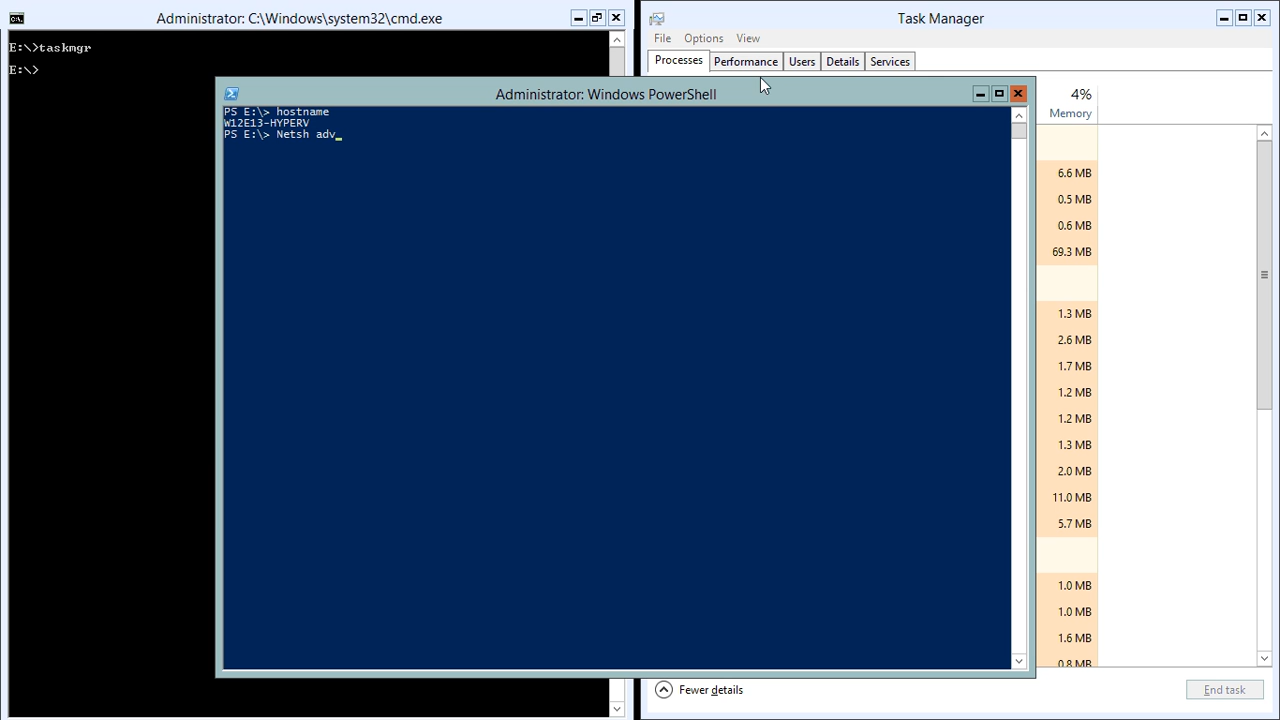 Administrator: C:\Windows\system32\cmd.exe
E:\>taskmgr
E:\>
Task Manager
File Options View
Processes Performance Users Details Services
4%
Memory
6.6 MB
0.5 MB
0.6 MB
69.3 MB
1.3 MB
2.6 MB
1.7 MB
1.2 MB
1.2 MB
1.3 MB
2.0 MB
11.0 MB
5.7 MB
1.0 MB
1.0 MB
1.6 MB
0.8 MB
Fewer details
End task
Administrator: Windows PowerShell
PS E:\> hostname
W12E13-HYPERV
PS E:\> Netsh adv_